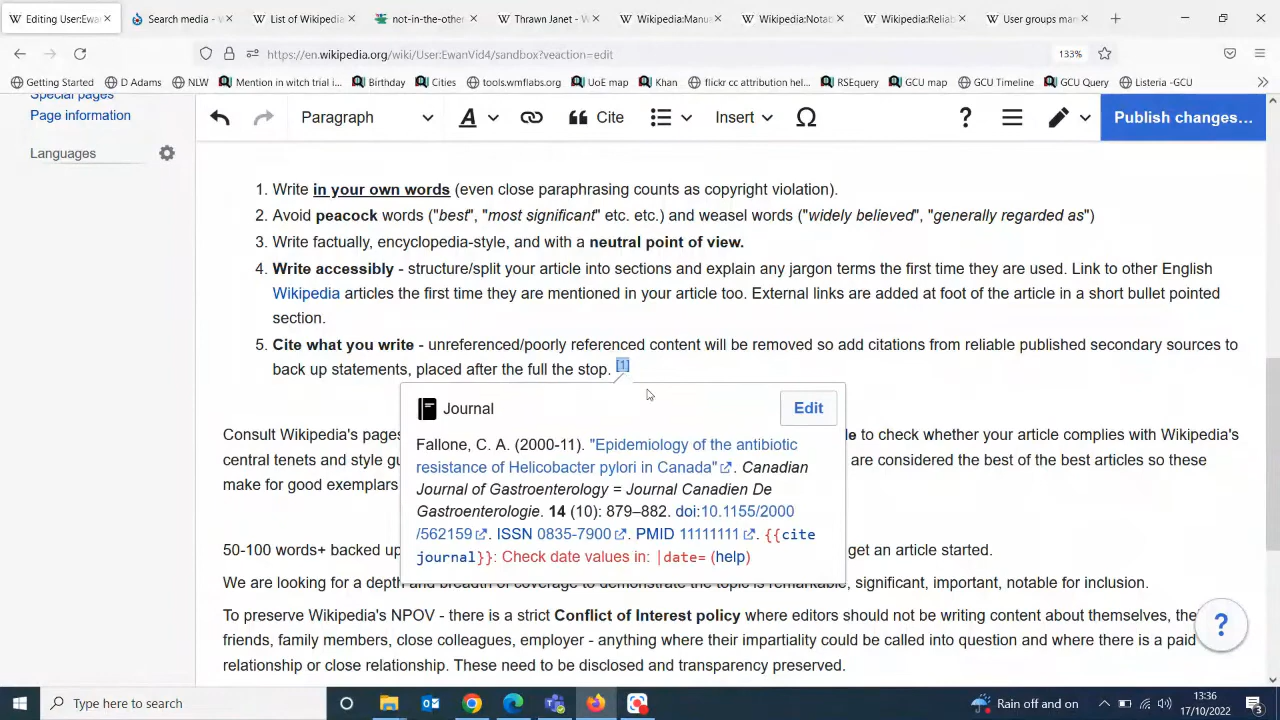 Editing User:Ewa
Search media - V
List of Wikipedia
not-in-the-other
Thrawn Janet - W
Wikipedia:Manu
Wikipedia:Notab
Wikipedia:Reliab
User groups man
https://en.wikipedia.org/wiki/User:EwanVid4/sandbox?veaction=edit
133%
Getting Started
D Adams
NLW
Mention in witch trial i...
Birthday
Cities
tools.wmflabs.org
UoE map
Khan
flickr cc attribution hel...
RSEquery
GCU map
GCU Timeline
GCU Query
Listeria -GCU
Special pages
Page information
Languages
Paragraph
A
Cite
Insert
Ω
?
Publish changes...
1. Write in your own words (even close paraphrasing counts as copyright violation).
2. Avoid peacock words ("best", "most significant" etc. etc.) and weasel words ("widely believed", "generally regarded as")
3. Write factually, encyclopedia-style, and with a neutral point of view.
4. Write accessibly - structure/split your article into sections and explain any jargon terms the first time they are used. Link to other English
Wikipedia articles the first time they are mentioned in your article too. External links are added at foot of the article in a short bullet pointed
section.
5. Cite what you write - unreferenced/poorly referenced content will be removed so add citations from reliable published secondary sources to
back up statements, placed after the full the stop. [1]
Journal
Edit
Fallone, C. A. (2000-11). "Epidemiology of the antibiotic
resistance of Helicobacter pylori in Canada". Canadian
Journal of Gastroenterology = Journal Canadien De
Gastroenterologie. 14 (10): 879–882. doi:10.1155/2000
/562159. ISSN 0835-7900. PMID 11111111. {{cite
journal}}: Check date values in: |date= (help)
Consult Wikipedia's pages
to check whether your article complies with Wikipedia's
central tenets and style gu
are considered the best of the best articles so these
make for good exemplars
50-100 words+ backed up
get an article started.
We are looking for a depth and breadth of coverage to demonstrate the topic is remarkable, significant, important, notable for inclusion.
To preserve Wikipedia's NPOV - there is a strict Conflict of Interest policy where editors should not be writing content about themselves, the
friends, family members, close colleagues, employer - anything where their impartiality could be called into question and where there is a paid
relationship or close relationship. These need to be disclosed and transparency preserved.
?
Type here to search
Rain off and on
13:36
17/10/2022
3